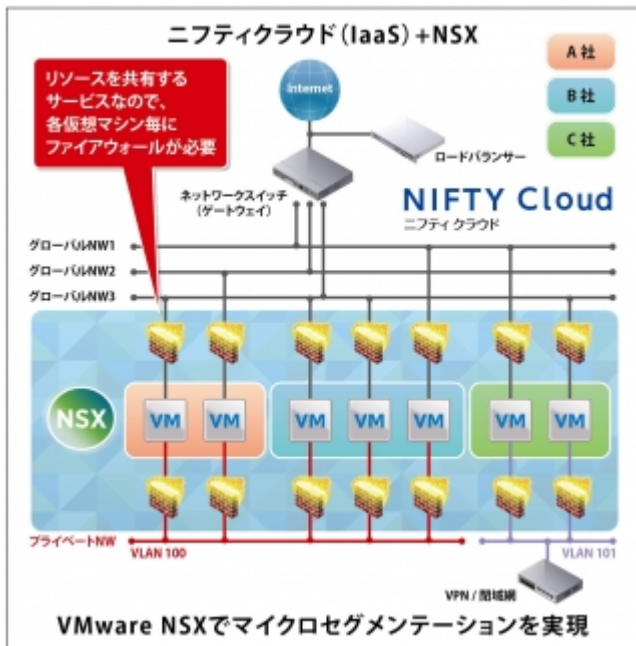 ニフティクラウド(IaaS)+NSX
リソースを共有する
サービスなので、
各仮想マシン毎に
ファイアウォールが必要
Internet
A社
B社
C社
ロードバランサー
ネットワークスイッチ
(ゲートウェイ)
NIFTY Cloud
ニフティクラウド
グローバルNW1
グローバルNW2
グローバルNW3
NSX
VM
VM
VM
VM
VM
VM
VM
プライベートNW
VLAN 100
VLAN 101
VPN / 閉域網
VMware NSXでマイクロセグメンテーションを実現